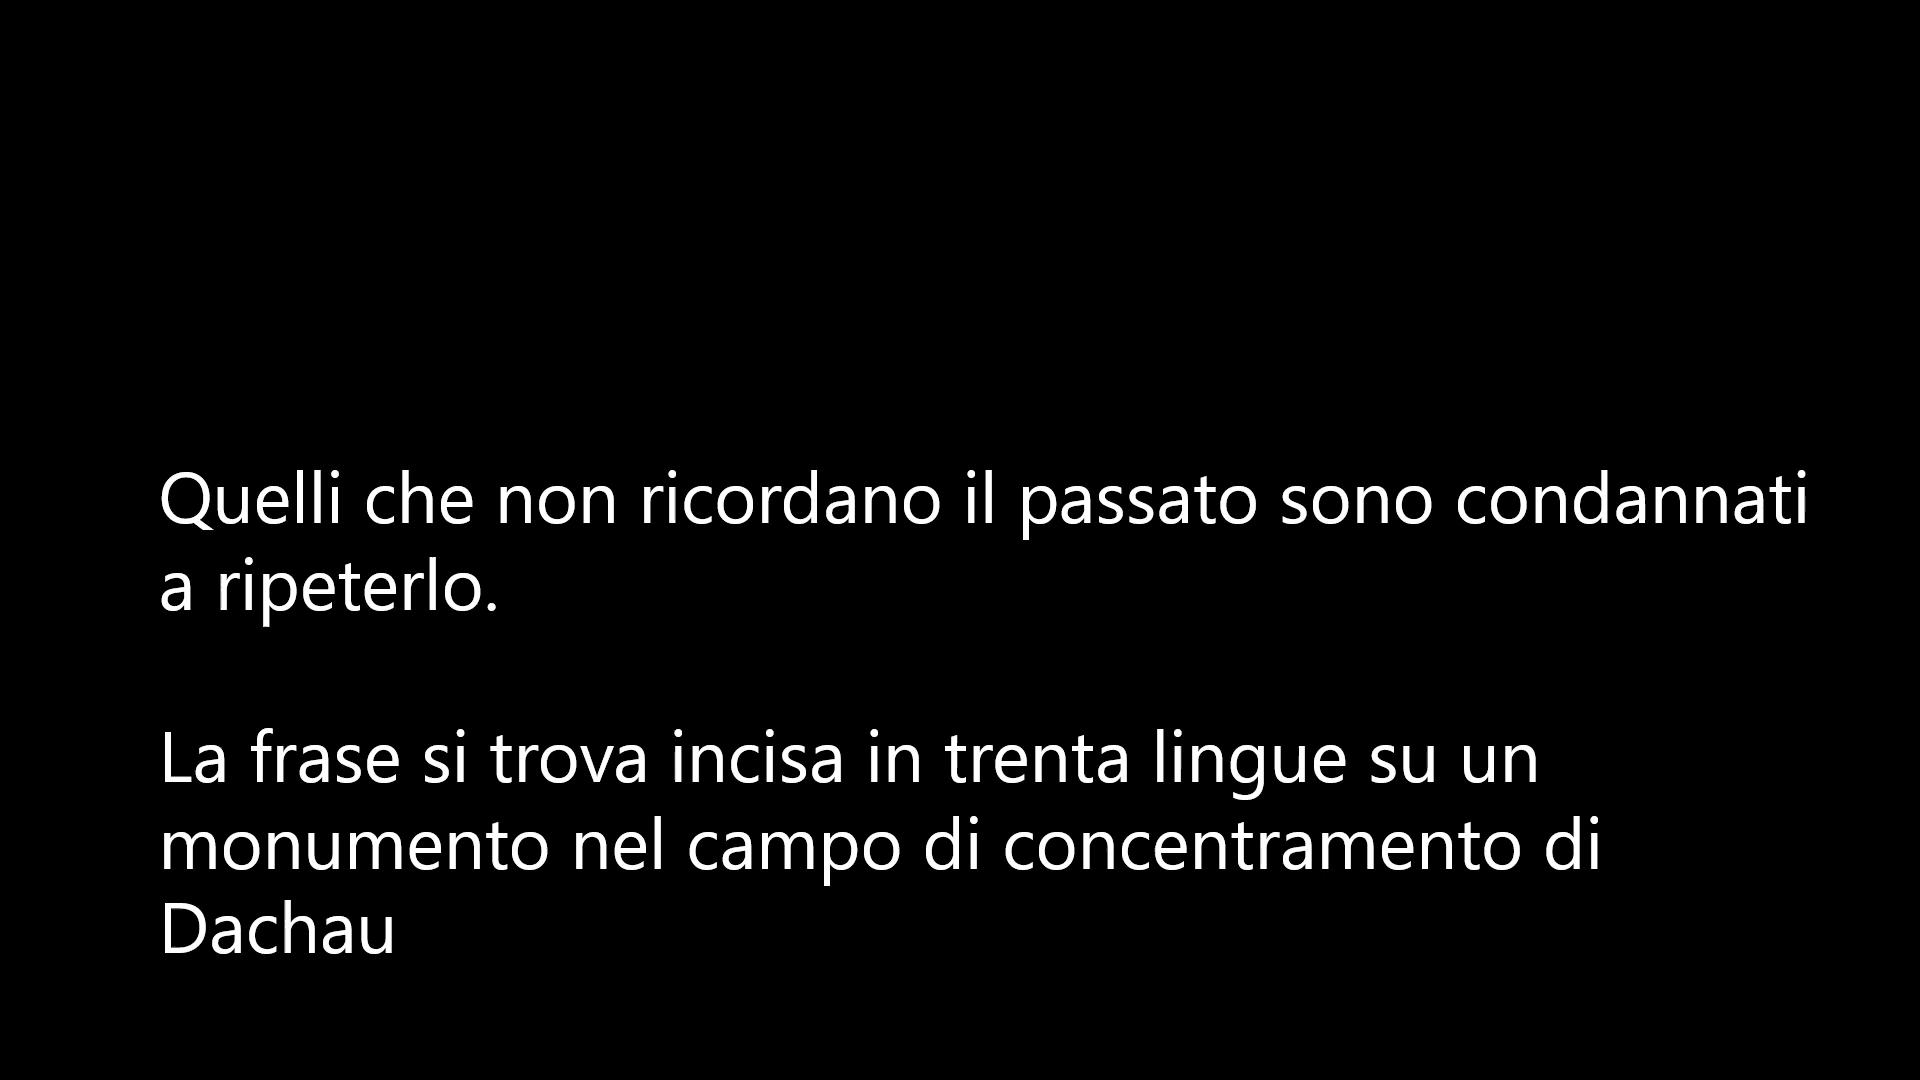 Quelli che non ricordano il passato sono condannati
a ripeterlo.
La frase si trova incisa in trenta lingue su un
monumento nel campo di concentramento di
Dachau